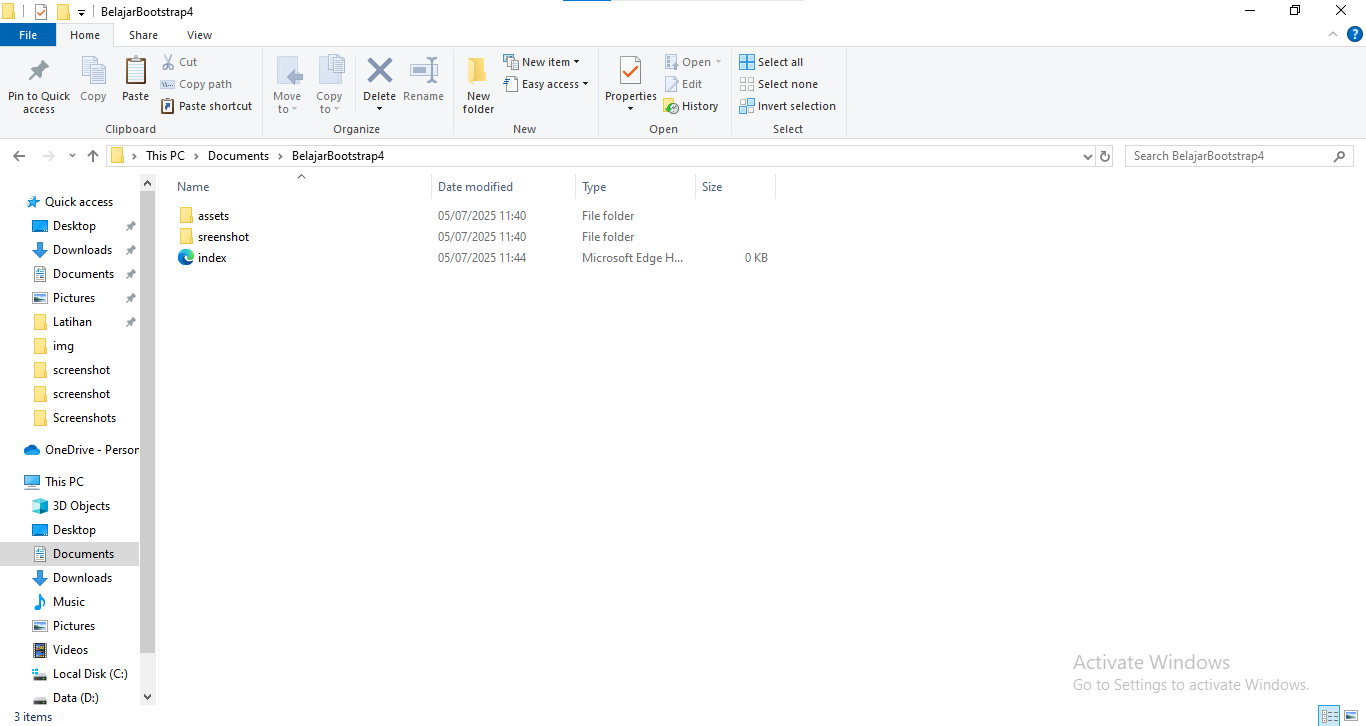 BelajarBootstrap4
File Home Share View
Pin to Quick access
Copy
Paste
Cut
Copy path
Paste shortcut
Clipboard
Move to
Copy to
Delete
Rename
Organize
New folder
New item
Easy access
New
Properties
Open
Edit
History
Open
Select all
Select none
Invert selection
Select
This PC Documents BelajarBootstrap4
Search BelajarBootstrap4
Name Date modified Type Size
assets 05/07/2025 11:40 File folder
sreenshot 05/07/2025 11:40 File folder
index 05/07/2025 11:44 Microsoft Edge H... 0 KB
Quick access
Desktop
Downloads
Documents
Pictures
Latihan
img
screenshot
screenshot
Screenshots
OneDrive - Person
This PC
3D Objects
Desktop
Documents
Downloads
Music
Pictures
Videos
Local Disk (C:)
Data (D:)
Activate Windows
Go to Settings to activate Windows.
3 items